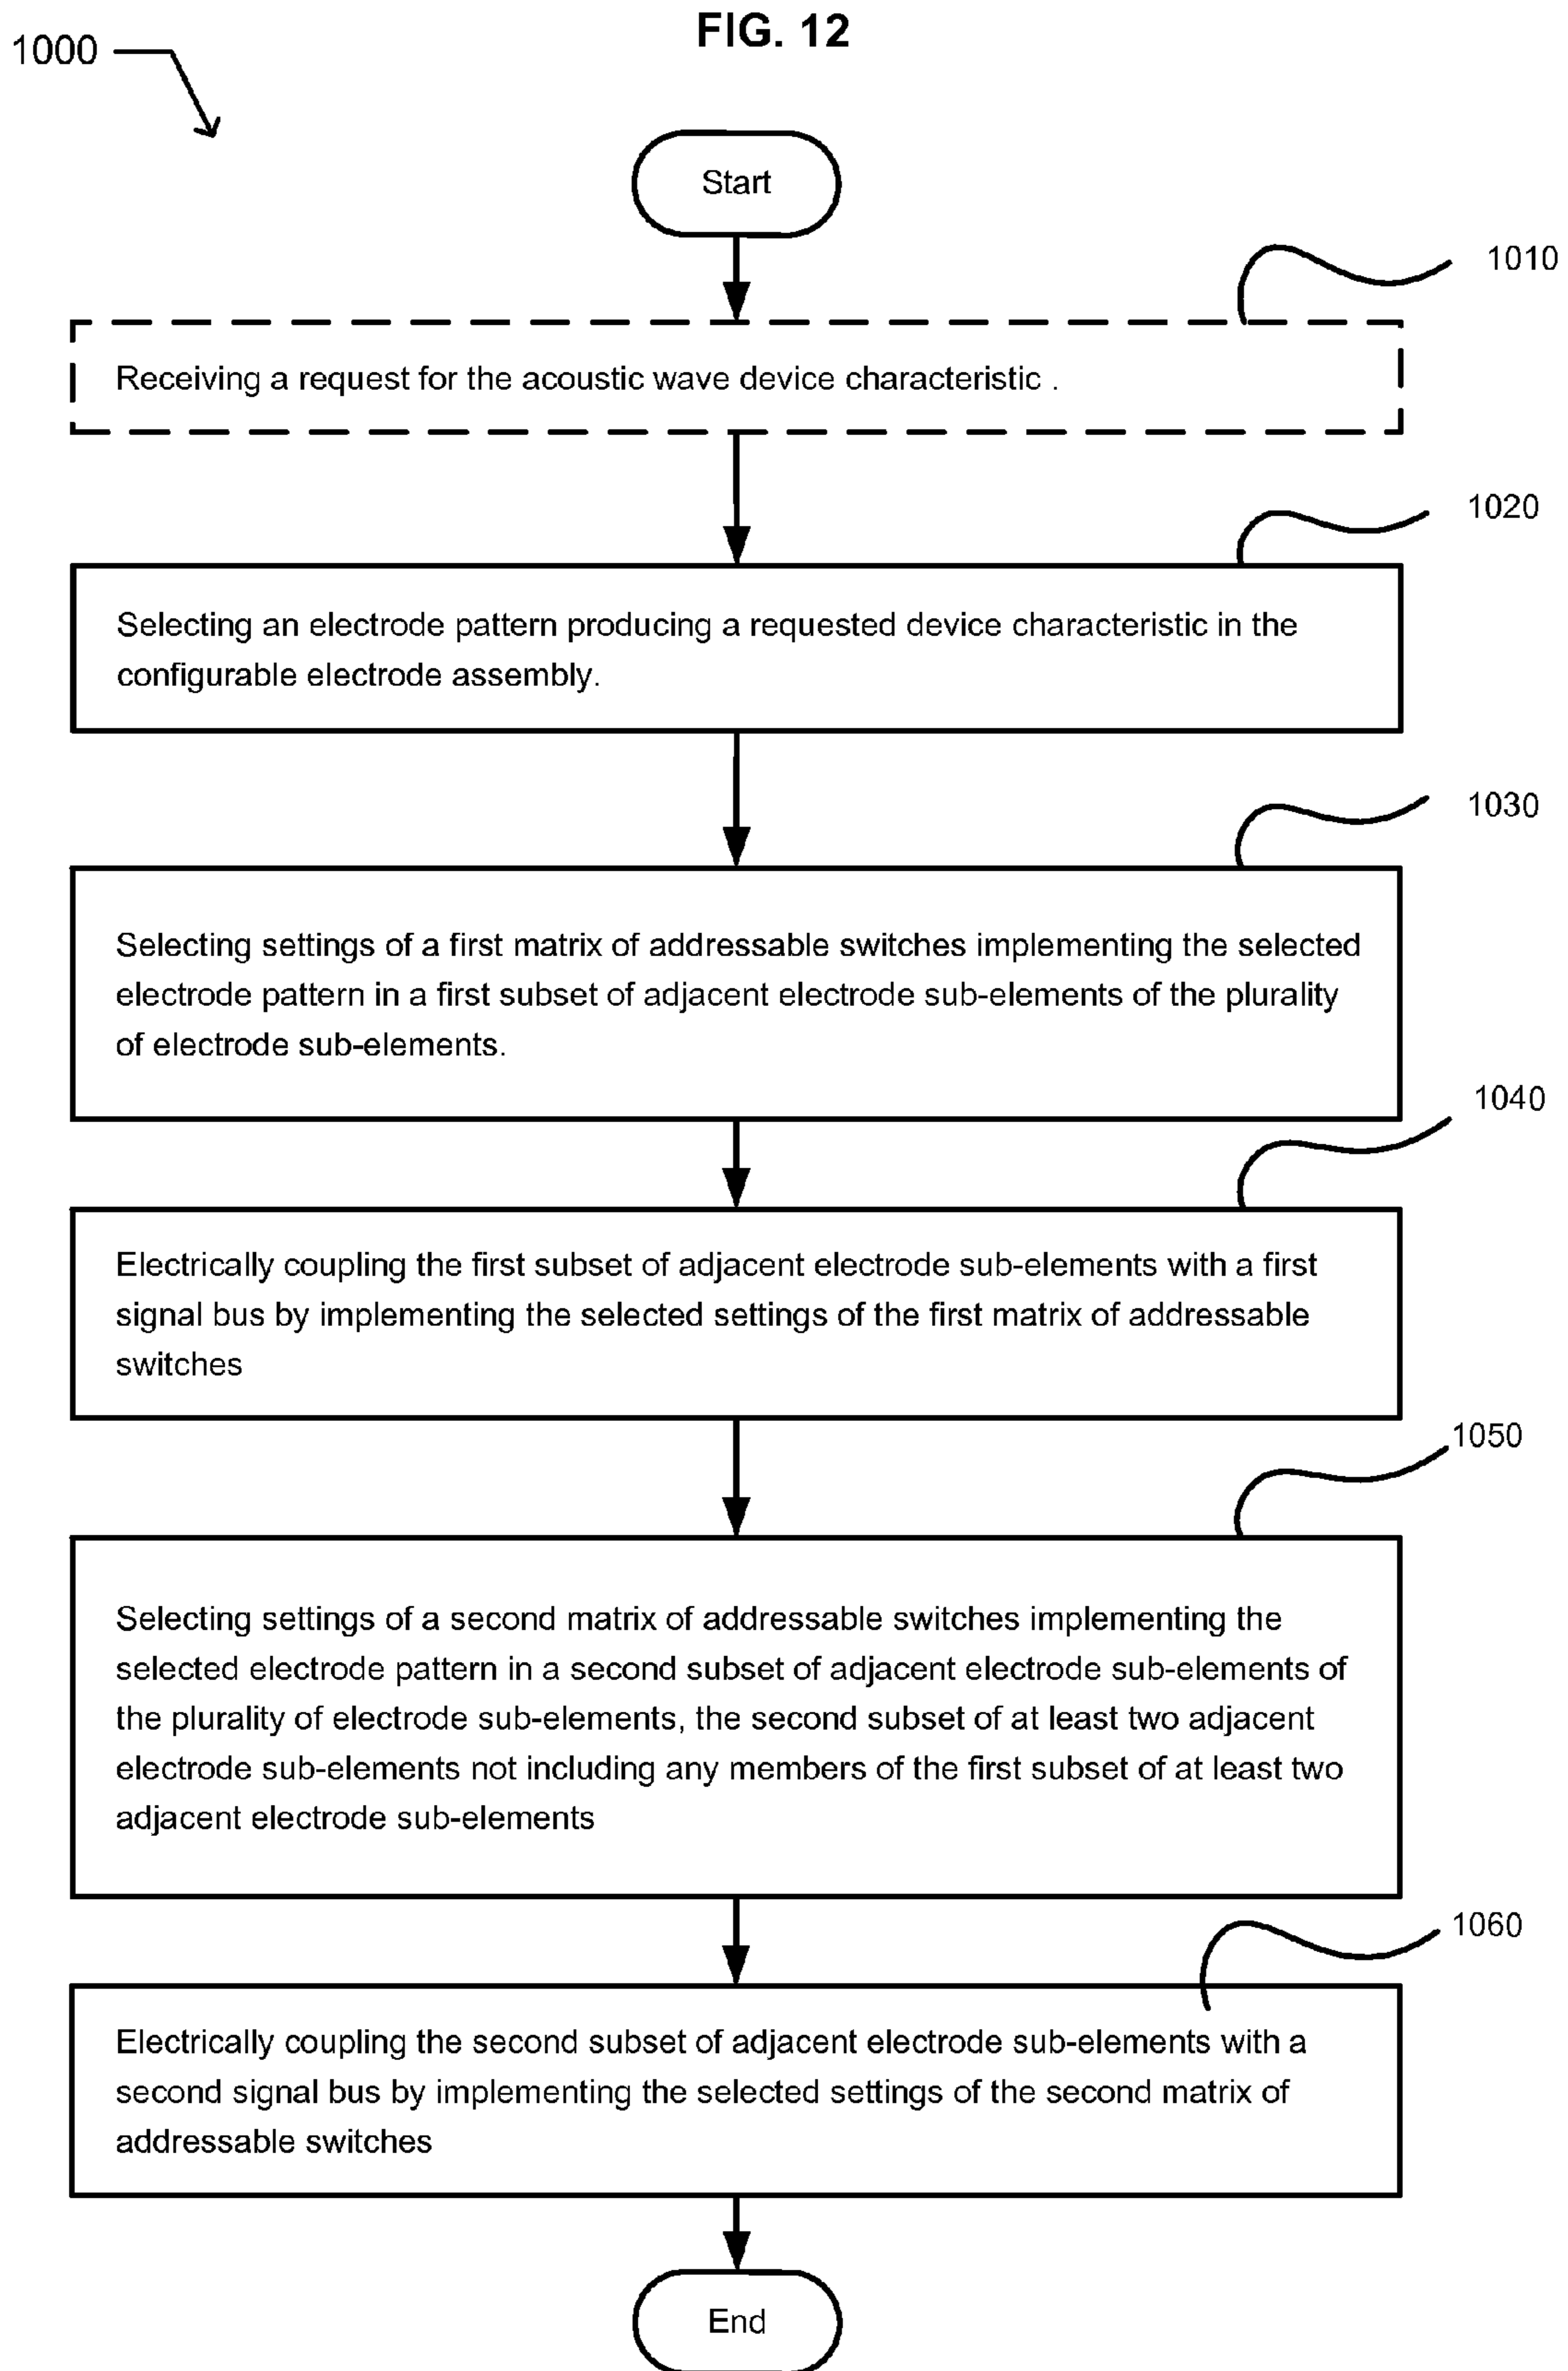 FIG. 12
1000
Start
1010
Receiving a request for the acoustic wave device characteristic .
1020
Selecting an electrode pattern producing a requested device characteristic in the
configurable electrode assembly.
1030
Selecting settings of a first matrix of addressable switches implementing the selected
electrode pattern in a first subset of adjacent electrode sub-elements of the plurality
of electrode sub-elements.
1040
Electrically coupling the first subset of adjacent electrode sub-elements with a first
signal bus by implementing the selected settings of the first matrix of addressable
switches
1050
Selecting settings of a second matrix of addressable switches implementing the
selected electrode pattern in a second subset of adjacent electrode sub-elements of
the plurality of electrode sub-elements, the second subset of at least two adjacent
electrode sub-elements not including any members of the first subset of at least two
adjacent electrode sub-elements
1060
Electrically coupling the second subset of adjacent electrode sub-elements with a
second signal bus by implementing the selected settings of the second matrix of
addressable switches
End